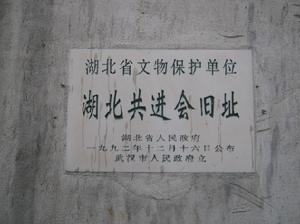 湖北省文物保护单位
湖北共进会旧址
湖北省人民政府
一九九二年十二月十六日公布
武汉市人民政府立